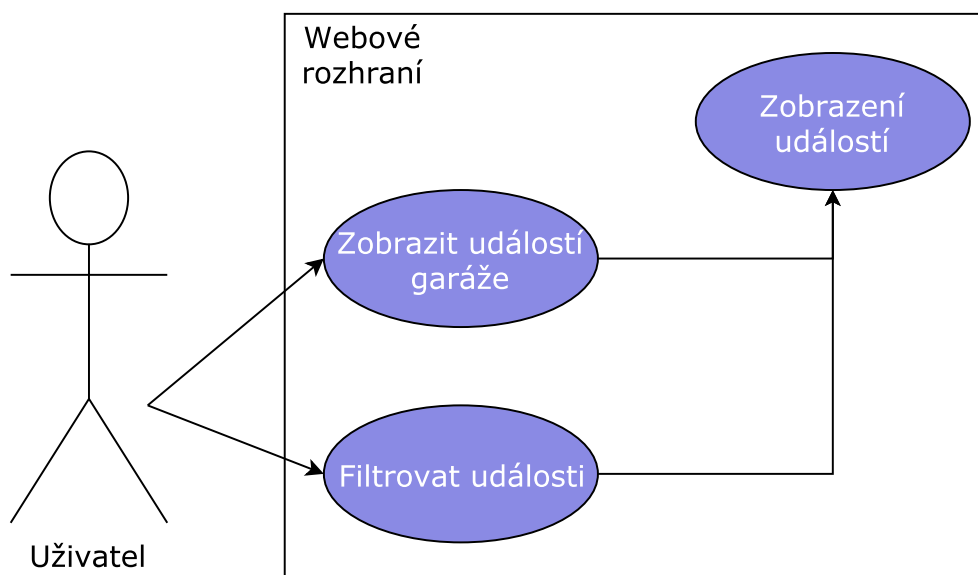 Webové
rozhraní
Zobrazení
událostí
Zobrazit událostí
garáže
Filtrovat události
Uživatel